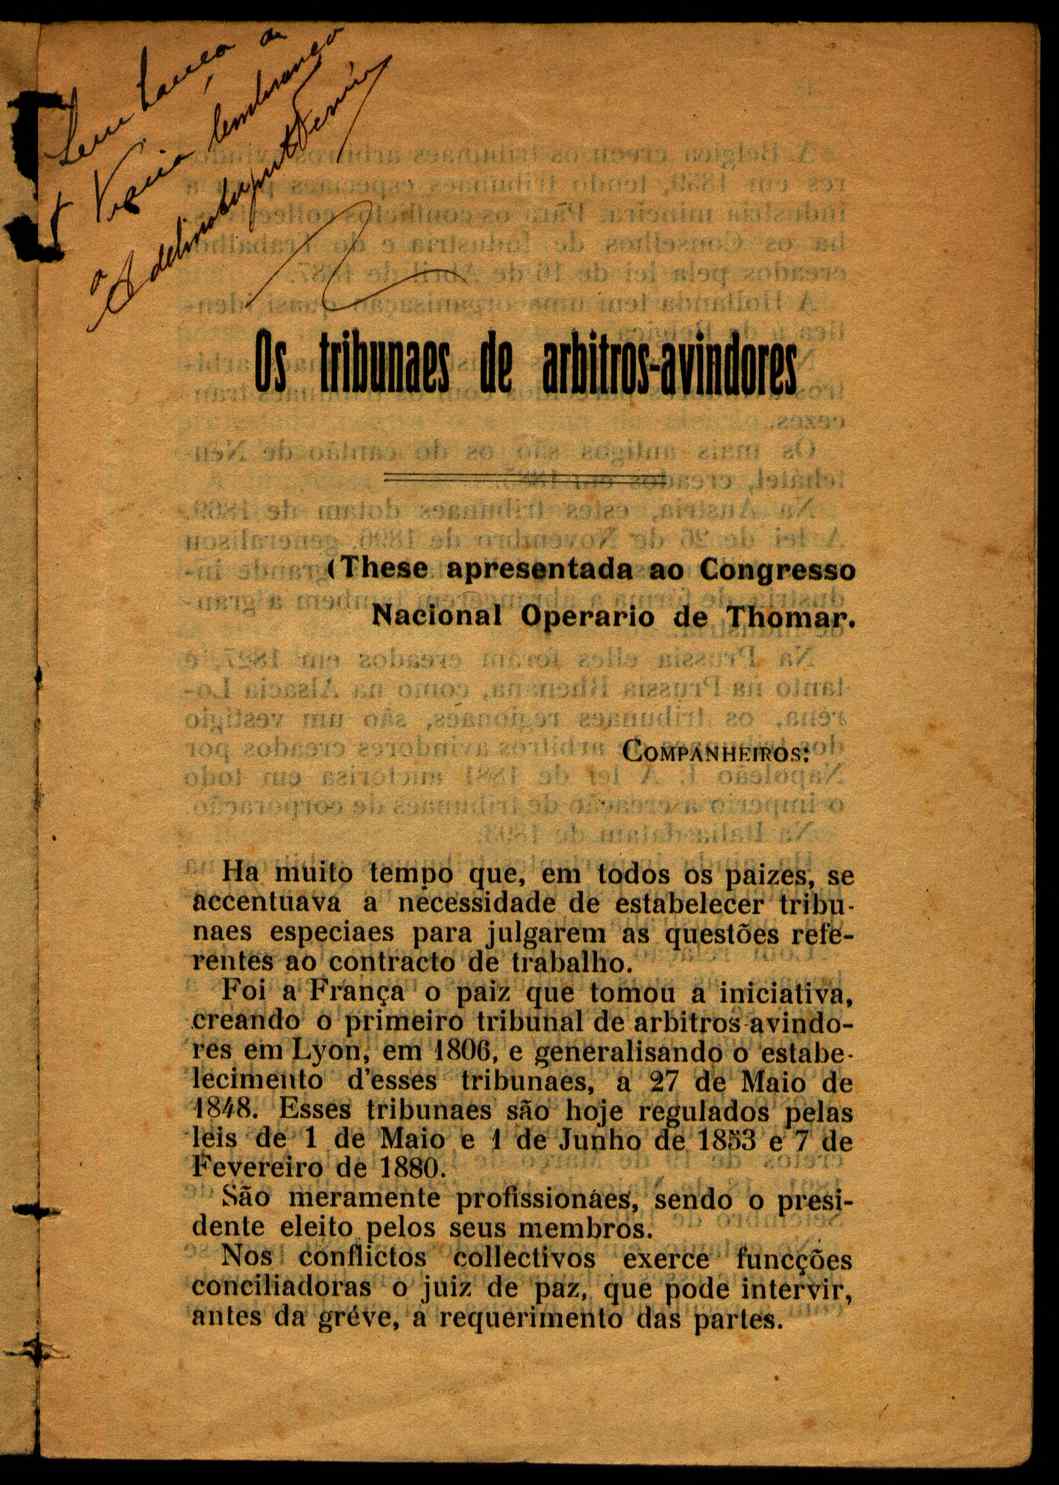 lembrança
Os tribunaes de arbitros-avindores
(These apresentada ao Congresso
Nacional Operario de Thomar.
COMPANHEIROS:
Ha muito tempo que, em todos os paizes, se
accentuava a necessidade de estabelecer tribu-
naes especiaes para julgarem as questões refe-
rentes ao contracto de trabalho.
Foi a França o paiz que tomou a iniciativa,
creando o primeiro tribunal de arbitros-avindo-
res em Lyon, em 1806, e generalisando o estabe-
lecimento d'esses tribunaes, a 27 de Maio de
1848. Esses tribunaes são hoje regulados pelas
leis de 1 de Maio e 1 de Junho de 1853 e 7 de
Fevereiro de 1880.
São meramente profissionaes, sendo o presi-
dente eleito pelos seus membros.
Nos conflictos collectivos exerce funcções
conciliadoras o juiz de paz, que pode intervir,
antes da gréve, a requerimento das partes.